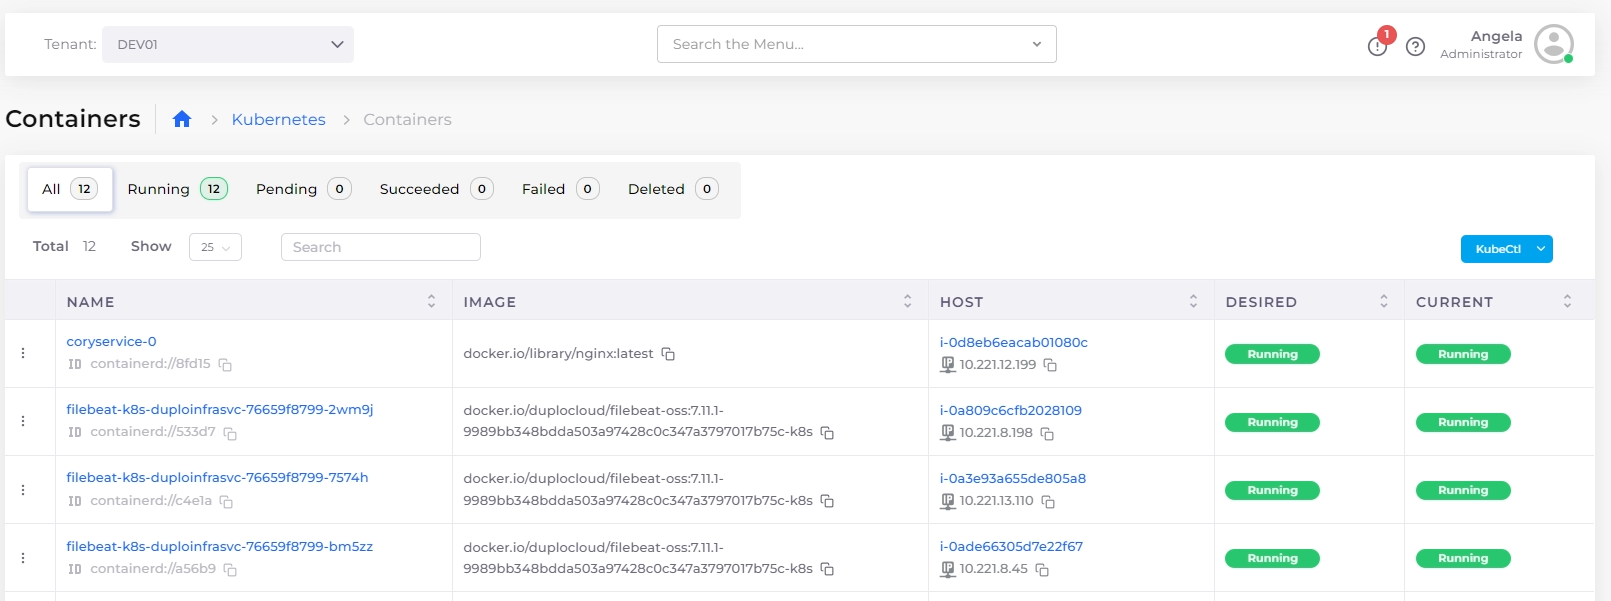 Tenant: DEV01 Search the Menu... 1 Angela
Administrator
Containers Kubernetes Containers
All 12 Running 12 Pending 0 Succeeded 0 Failed 0 Deleted 0
Total 12 Show 25 Search KubeCtl
NAME IMAGE HOST DESIRED CURRENT
coryservice-0
ID containerd://8fd15
docker.io/library/nginx:latest
i-0d8eb6eacab01080c
10.221.12.199
Running Running
filebeat-k8s-duploinfrasvc-76659f8799-2wm9j
ID containerd://533d7
docker.io/duplocloud/filebeat-oss:7.11.1-
9989bb348bdda503a97428c0c347a3797017b75c-k8s
i-0a809c6cfb2028109
10.221.8.198
Running Running
filebeat-k8s-duploinfrasvc-76659f8799-7574h
ID containerd://c4e1a
docker.io/duplocloud/filebeat-oss:7.11.1-
9989bb348bdda503a97428c0c347a3797017b75c-k8s
i-0a3e93a655de805a8
10.221.13.110
Running Running
filebeat-k8s-duploinfrasvc-76659f8799-bm5zz
ID containerd://a56b9
docker.io/duplocloud/filebeat-oss:7.11.1-
9989bb348bdda503a97428c0c347a3797017b75c-k8s
i-0ade66305d7e22f67
10.221.8.45
Running Running